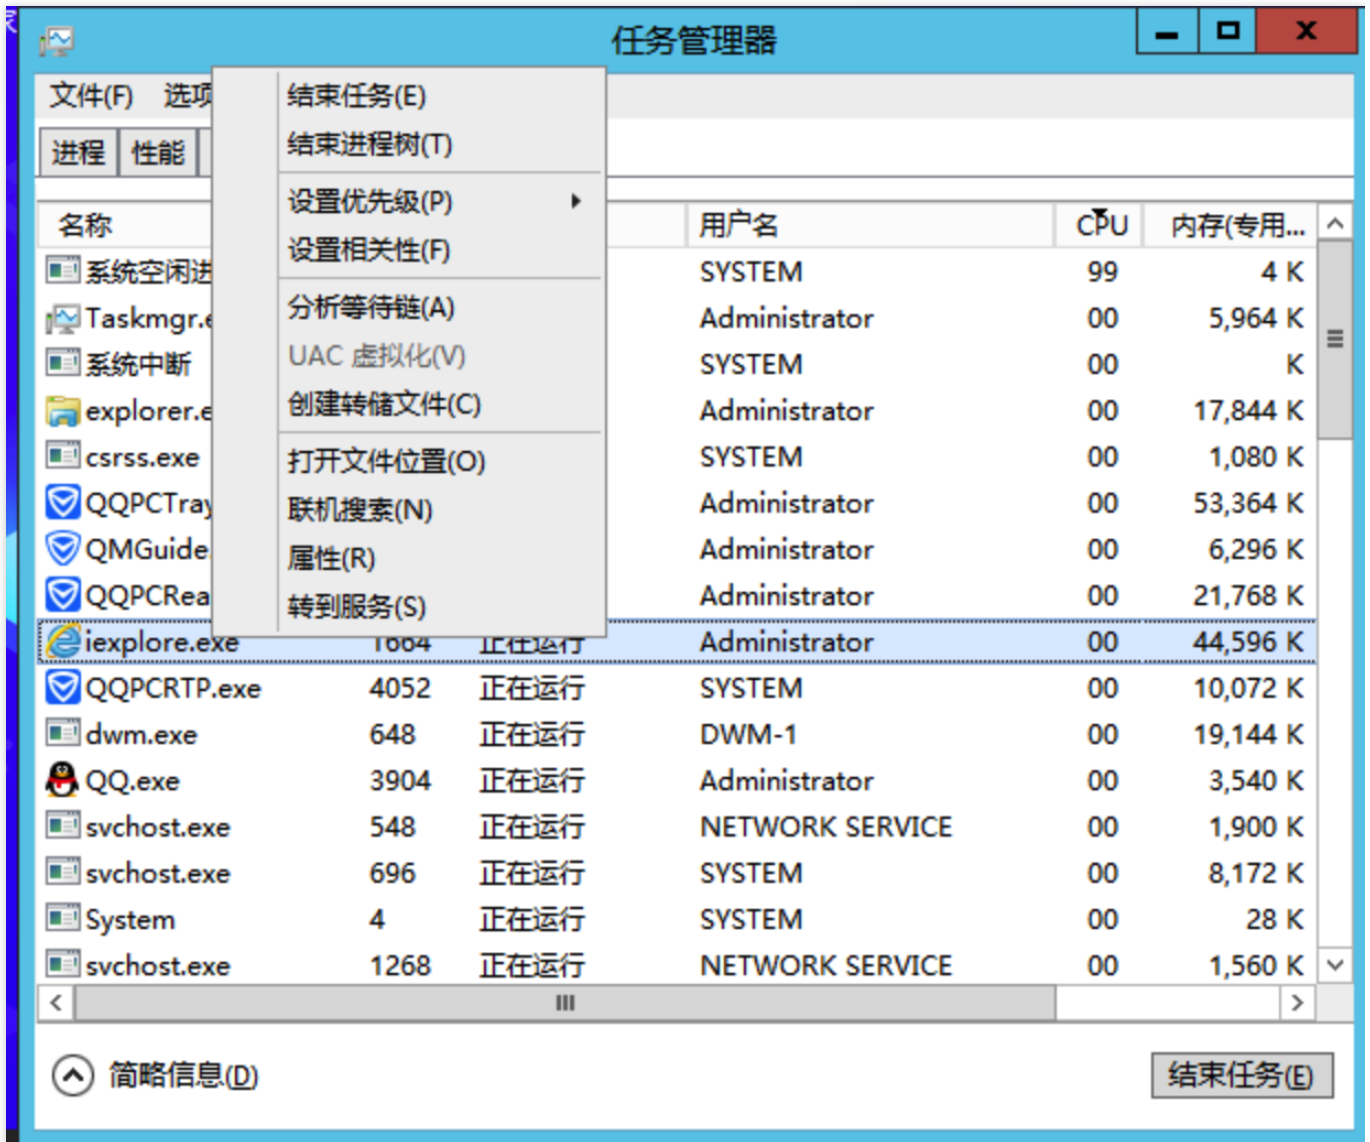 任务管理器
文件(F) 选项
结束任务(E)
结束进程树(T)
设置优先级(P)
设置相关性(F)
分析等待链(A)
UAC 虚拟化(V)
创建转储文件(C)
打开文件位置(O)
联机搜索(N)
属性(R)
转到服务(S)
进程 性能
名称 用户名 CPU 内存(专用...
系统空闲进 SYSTEM 99 4 K
Taskmgr.e Administrator 00 5,964 K
系统中断 SYSTEM 00 K
explorer.e Administrator 00 17,844 K
csrss.exe SYSTEM 00 1,080 K
QQPCTray Administrator 00 53,364 K
QMGuide. Administrator 00 6,296 K
QQPCRea Administrator 00 21,768 K
iexplore.exe 1664 正在运行 Administrator 00 44,596 K
QQPCRTP.exe 4052 正在运行 SYSTEM 00 10,072 K
dwm.exe 648 正在运行 DWM-1 00 19,144 K
QQ.exe 3904 正在运行 Administrator 00 3,540 K
svchost.exe 548 正在运行 NETWORK SERVICE 00 1,900 K
svchost.exe 696 正在运行 SYSTEM 00 8,172 K
System 4 正在运行 SYSTEM 00 28 K
svchost.exe 1268 正在运行 NETWORK SERVICE 00 1,560 K
简略信息(D)
结束任务(E)